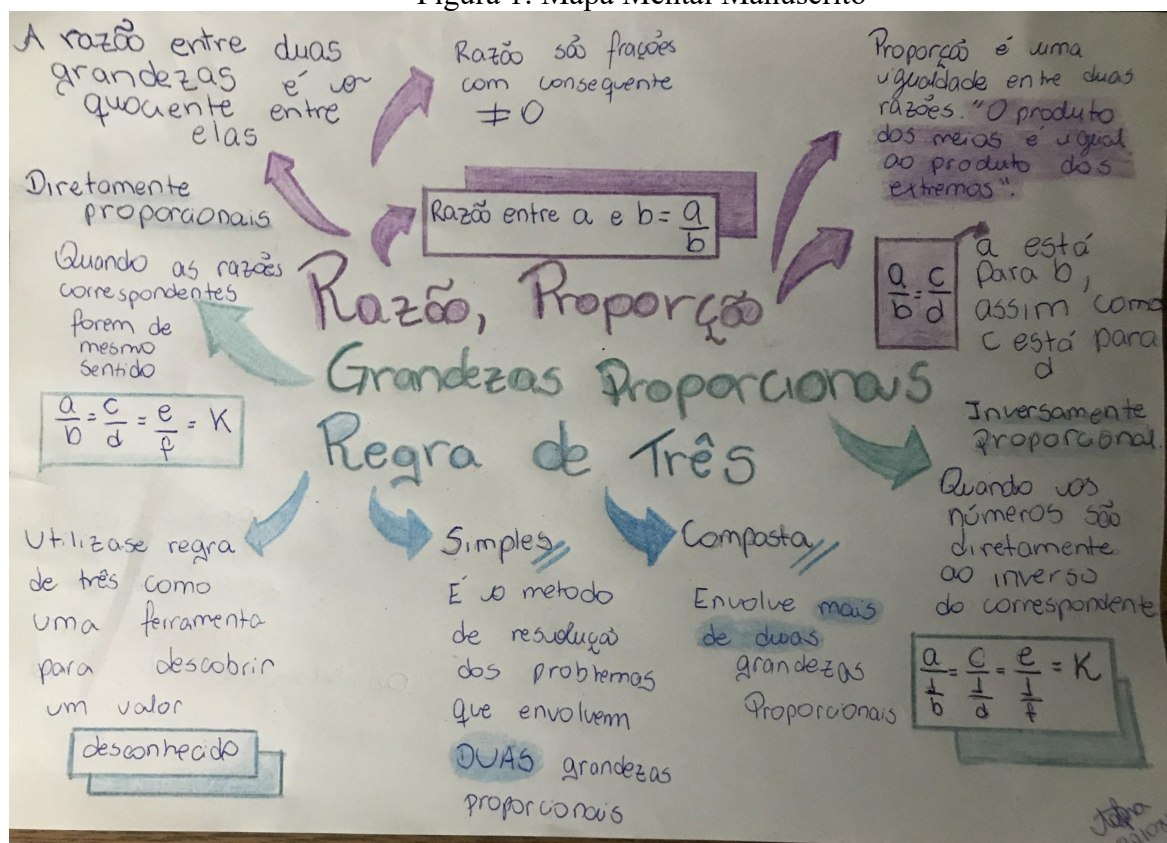 Figura 1: Mapa Mental Manuscrito
A razão entre duas
grandezas é o
quociente entre
elas
Razão são frações
com consequente
≠ 0
Proporção é uma
igualdade entre duas
razões. "O produto
dos meios é igual
ao produto dos
extremos".
Razão entre a e b = a/b
a/b = c/d
a está
para b,
assim como
c está para
d
Diretamente
proporcionais
Quando as razões
correspondentes
forem de
mesmo
sentido
a/b = c/d = e/f = K
Razão, Proporção
Grandezas Proporcionais
Regra de Três
Inversamente
proporcional.
Quando os
números são
diretamente
ao inverso
do correspondente
a/(1/b) = c/(1/d) = e/(1/f) = K
Utilizase regra
de três como
uma ferramenta
para descobrir
um valor
desconhecido
Simples
É o metodo
de resolução
dos problemas
que envolvem
DUAS grandezas
proporcionais
Composta
Envolve mais
de duas
grandezas
Proporcionais